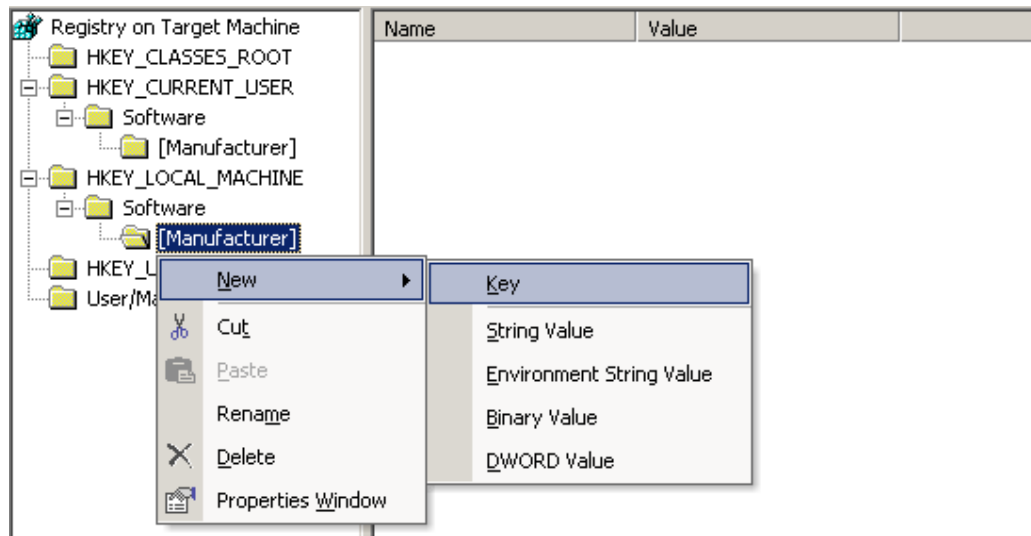 Registry on Target Machine
Name Value
HKEY_CLASSES_ROOT
HKEY_CURRENT_USER
Software
[Manufacturer]
HKEY_LOCAL_MACHINE
Software
[Manufacturer]
HKEY_U
User/Ma
New
Cut
Paste
Rename
Delete
Properties Window
Key
String Value
Environment String Value
Binary Value
DWORD Value